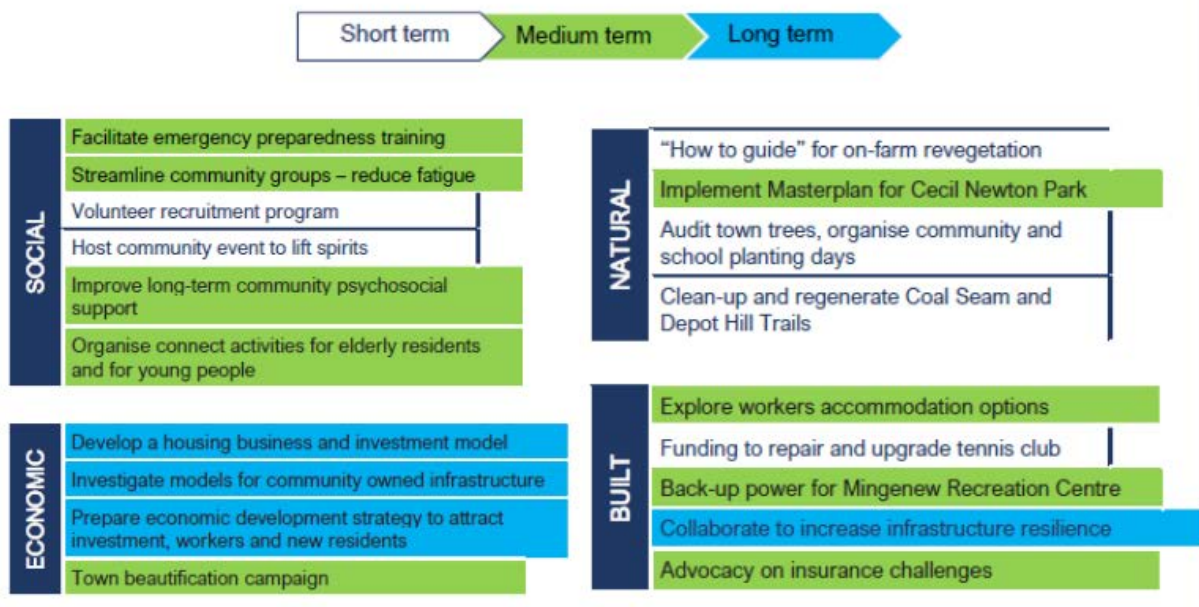 Short term
Medium term
Long term
SOCIAL
Facilitate emergency preparedness training
Streamline community groups – reduce fatigue
Volunteer recruitment program
Host community event to lift spirits
Improve long-term community psychosocial
support
Organise connect activities for elderly residents
and for young people
ECONOMIC
Develop a housing business and investment model
Investigate models for community owned infrastructure
Prepare economic development strategy to attract
investment, workers and new residents
Town beautification campaign
NATURAL
“How to guide” for on-farm revegetation
Implement Masterplan for Cecil Newton Park
Audit town trees, organise community and
school planting days
Clean-up and regenerate Coal Seam and
Depot Hill Trails
BUILT
Explore workers accommodation options
Funding to repair and upgrade tennis club
Back-up power for Mingenew Recreation Centre
Collaborate to increase infrastructure resilience
Advocacy on insurance challenges